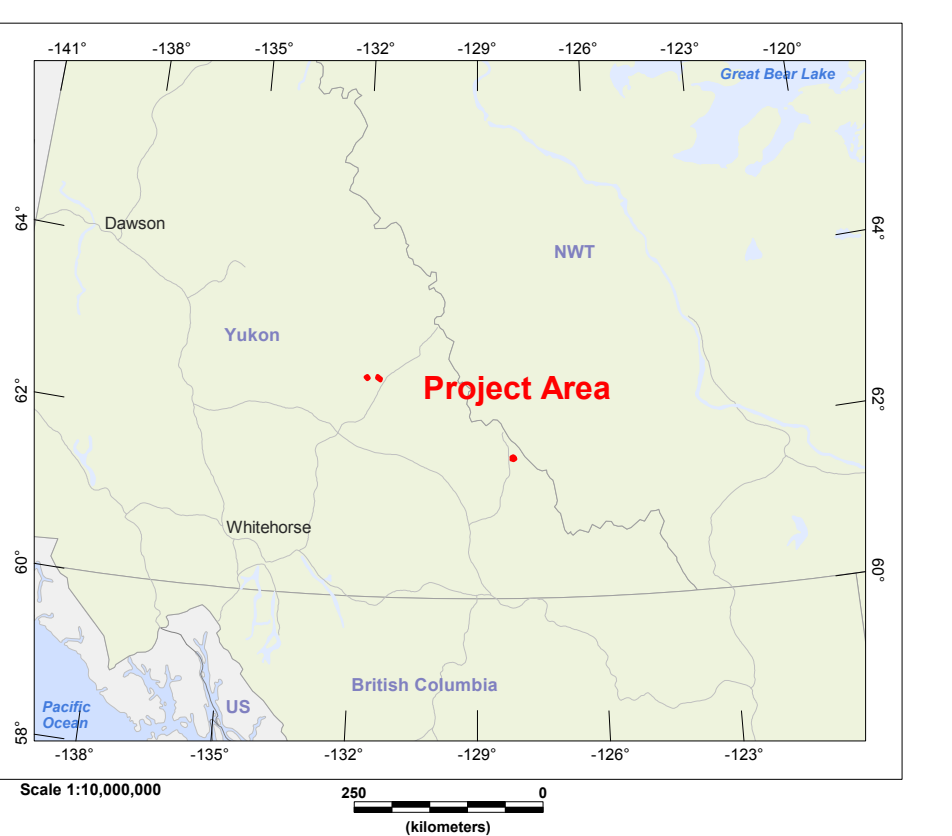 -141° -138° -135° -132° -129° -126° -123° -120°
Great Bear Lake
64°
Dawson
64°
NWT
Yukon
62°
Project Area
62°
Whitehorse
60°
60°
British Columbia
Pacific
Ocean
US
58°
-138° -135° -132° -129° -126° -123°
Scale 1:10,000,000
250 0
(kilometers)